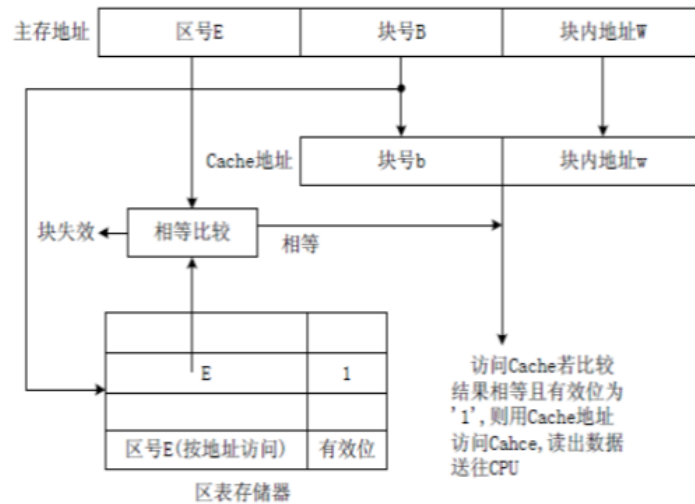 主存地址 区号E 块号B 块内地址W
Cache地址 块号b 块内地址w
块失效 相等比较 相等
E 1
区号E(按地址访问) 有效位
区表存储器
访问Cache若比较
结果相等且有效位为
'1',则用Cache地址
访问Cahce,读出数据
送往CPU